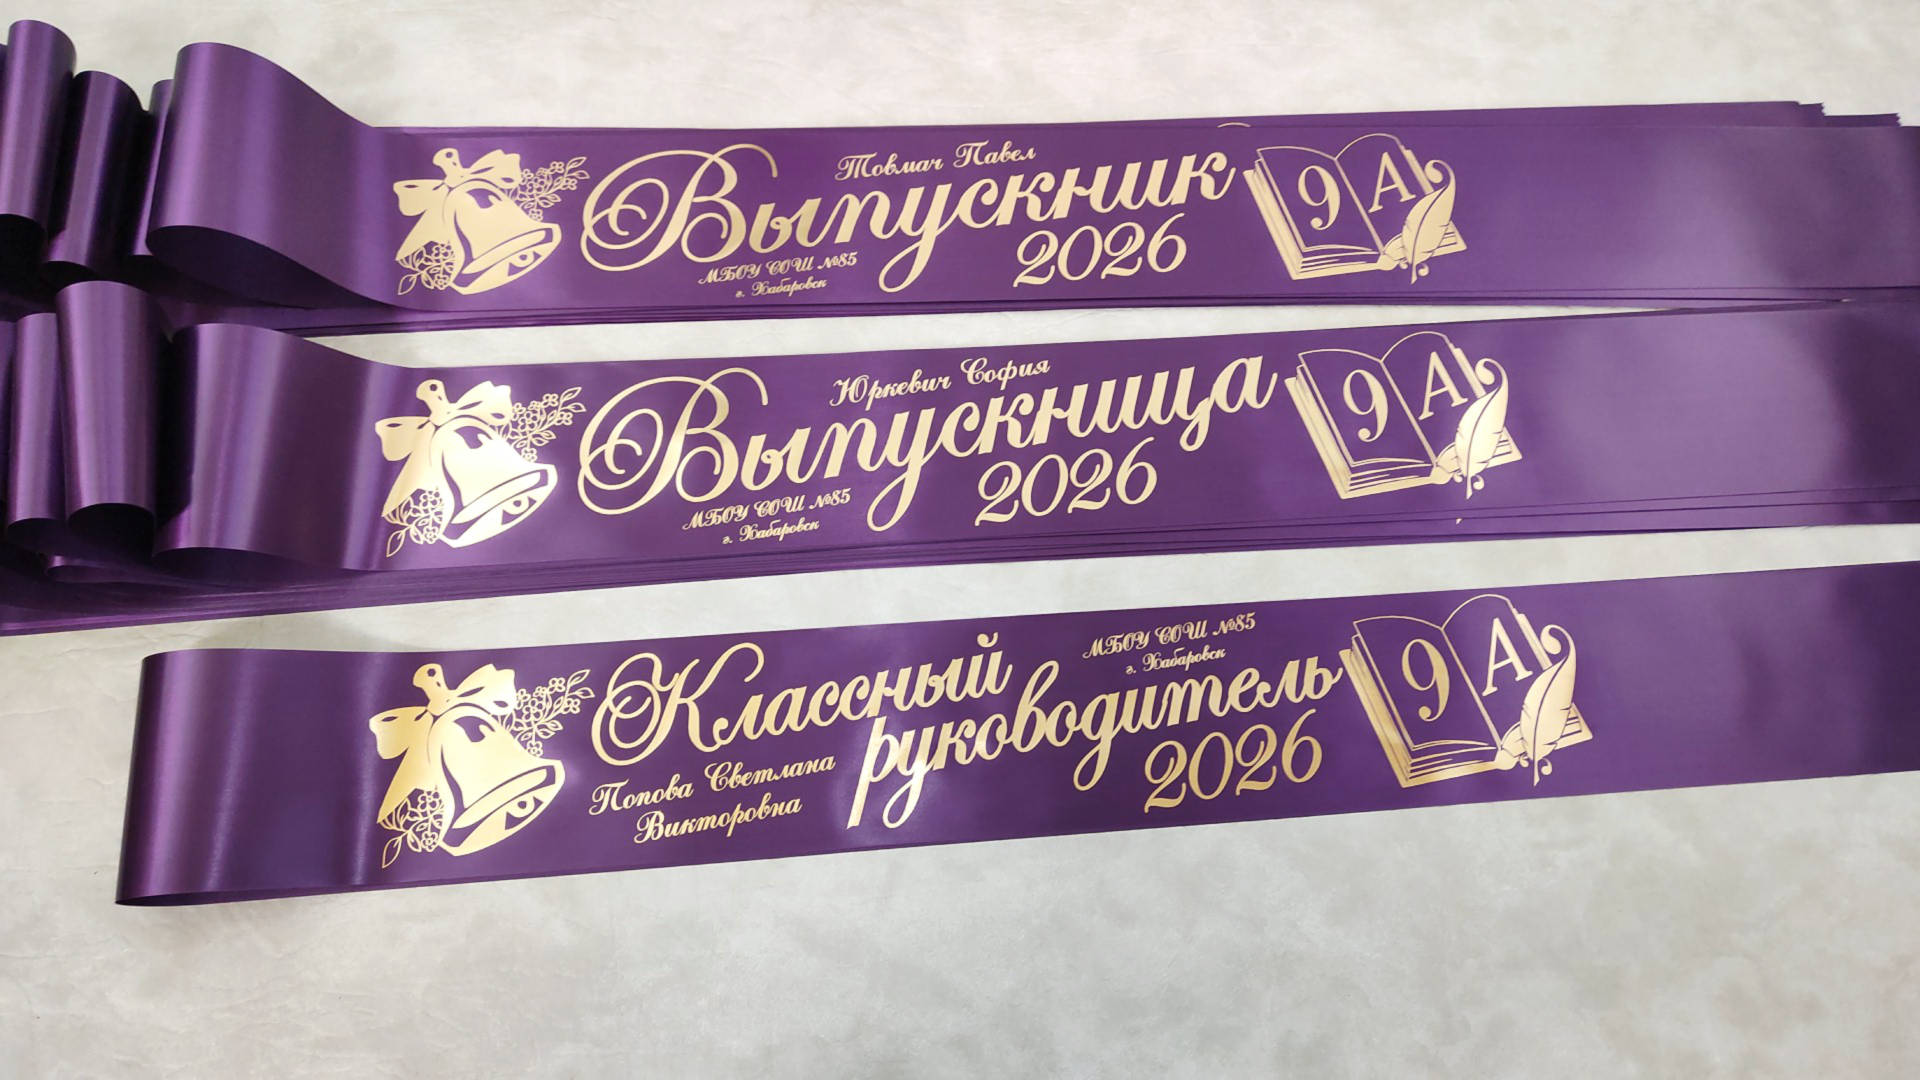 Товмач Павел
Выпускник
2026
МБОУ СОШ №85
г. Хабаровск
9 А
Юркевич София
Выпускница
2026
МБОУ СОШ №85
г. Хабаровск
9 А
Классный
руководитель
2026
МБОУ СОШ №85
г. Хабаровск
Попова Светлана
Викторовна
9 А